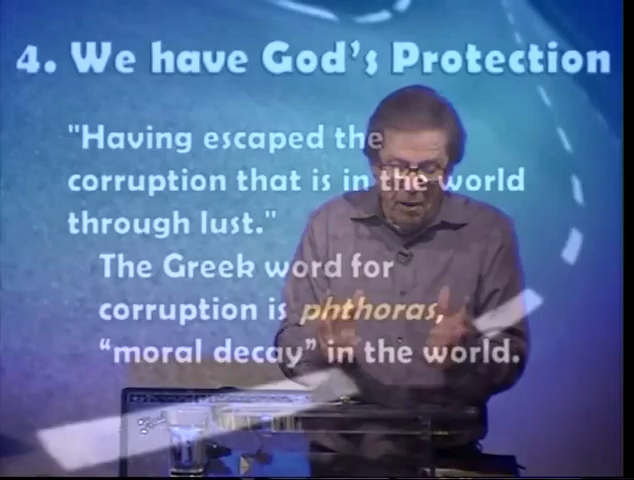 4. We have God's Protection
"Having escaped the
corruption that is in the world
through lust."
The Greek word for
corruption is phthoras,
“moral decay” in the world.